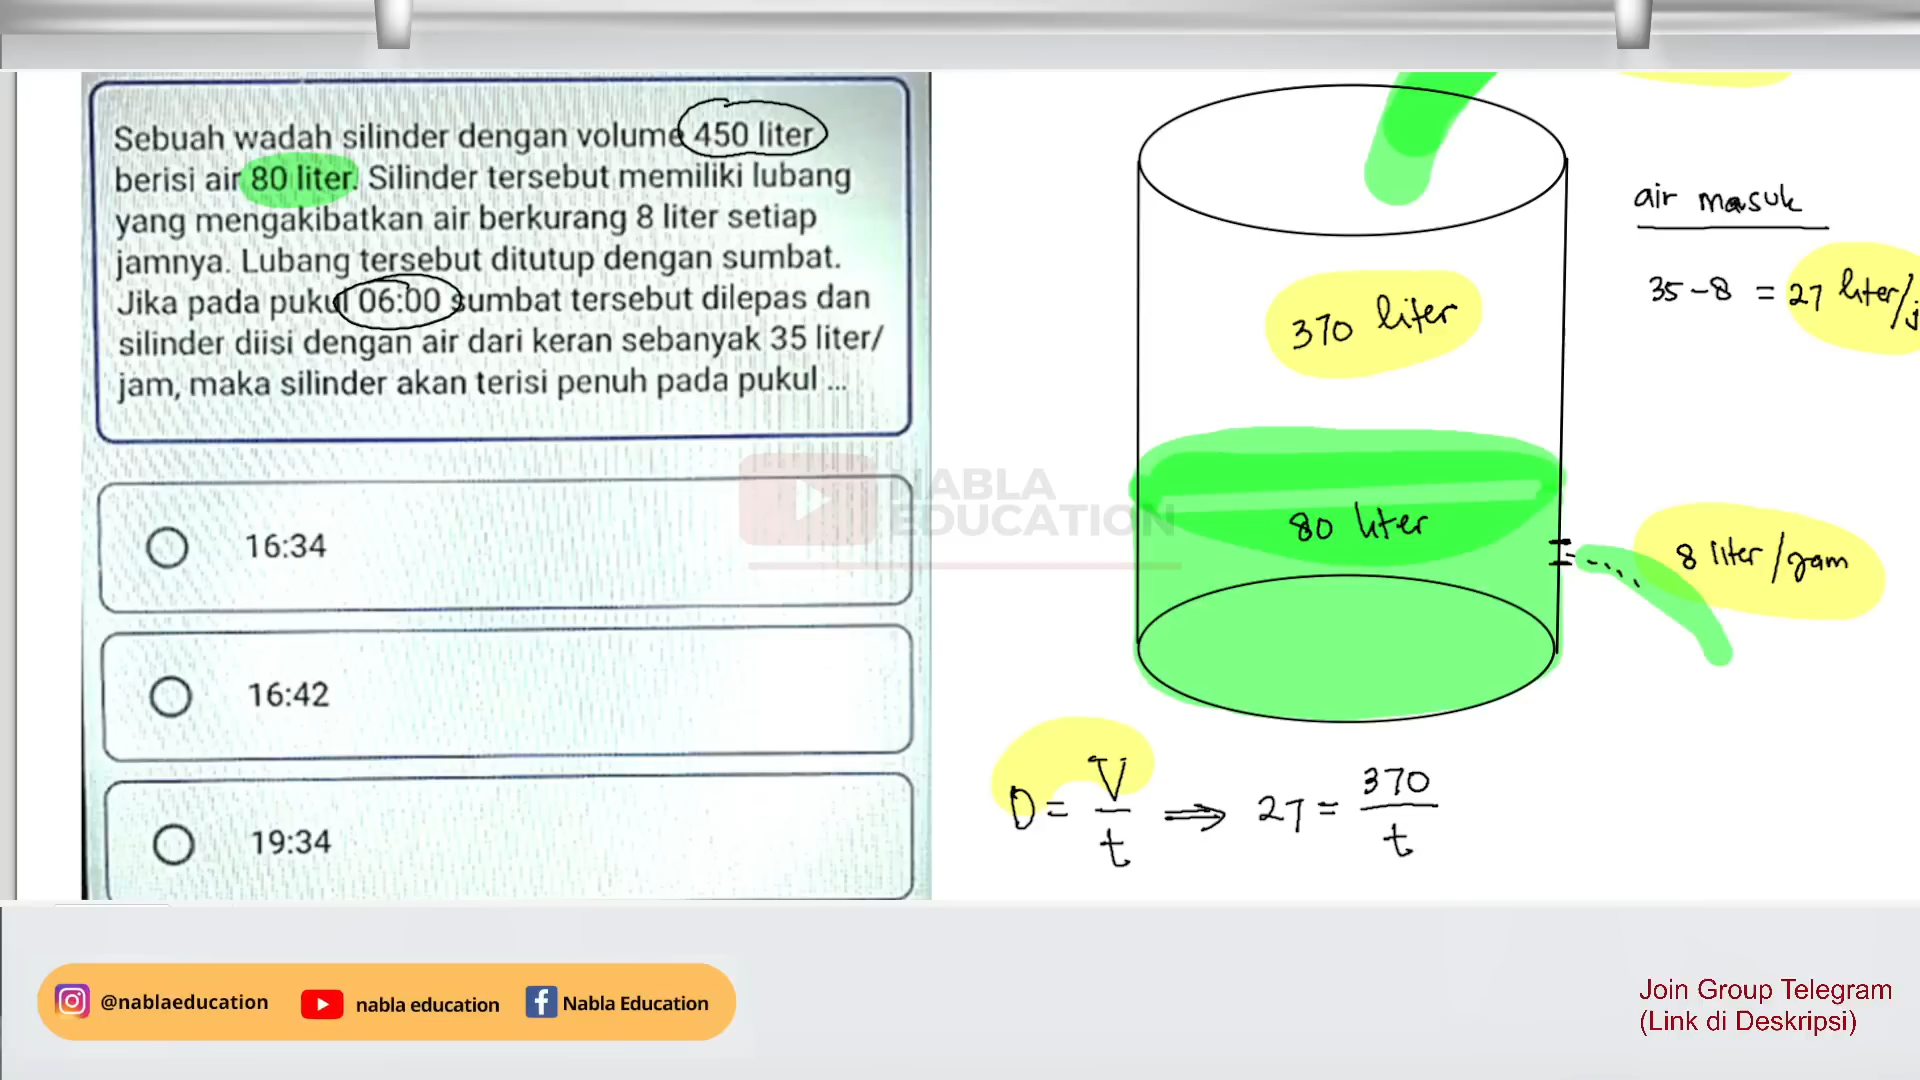 Sebuah wadah silinder dengan volume 450 liter
berisi air 80 liter. Silinder tersebut memiliki lubang
yang mengakibatkan air berkurang 8 liter setiap
jamnya. Lubang tersebut ditutup dengan sumbat.
Jika pada pukul 06:00 sumbat tersebut dilepas dan
silinder diisi dengan air dari keran sebanyak 35 liter/
jam, maka silinder akan terisi penuh pada pukul ...
16:34
16:42
19:34
NABLA
EDUCATION
370 liter
80 liter
air masuk
35-8 = 27 liter/j
8 liter/jam
D = V/t ⟹ 27 = 370/t
@nablaeducation
nabla education
Nabla Education
Join Group Telegram
(Link di Deskripsi)